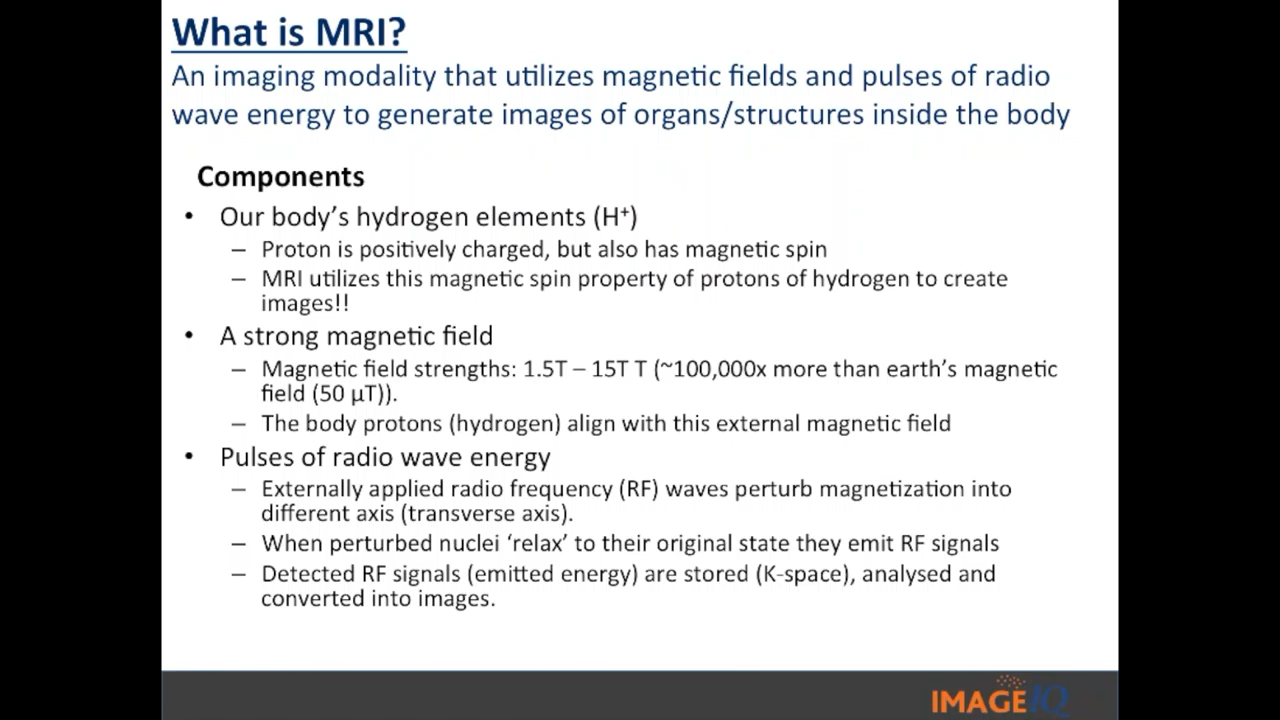 What is MRI?
An imaging modality that utilizes magnetic fields and pulses of radio
wave energy to generate images of organs/structures inside the body
Components
• Our body's hydrogen elements (H⁺)
– Proton is positively charged, but also has magnetic spin
– MRI utilizes this magnetic spin property of protons of hydrogen to create
images!!
• A strong magnetic field
– Magnetic field strengths: 1.5T – 15T T (~100,000x more than earth's magnetic
field (50 µT)).
– The body protons (hydrogen) align with this external magnetic field
• Pulses of radio wave energy
– Externally applied radio frequency (RF) waves perturb magnetization into
different axis (transverse axis).
– When perturbed nuclei ‘relax’ to their original state they emit RF signals
– Detected RF signals (emitted energy) are stored (K-space), analysed and
converted into images.
IMAGEIQ